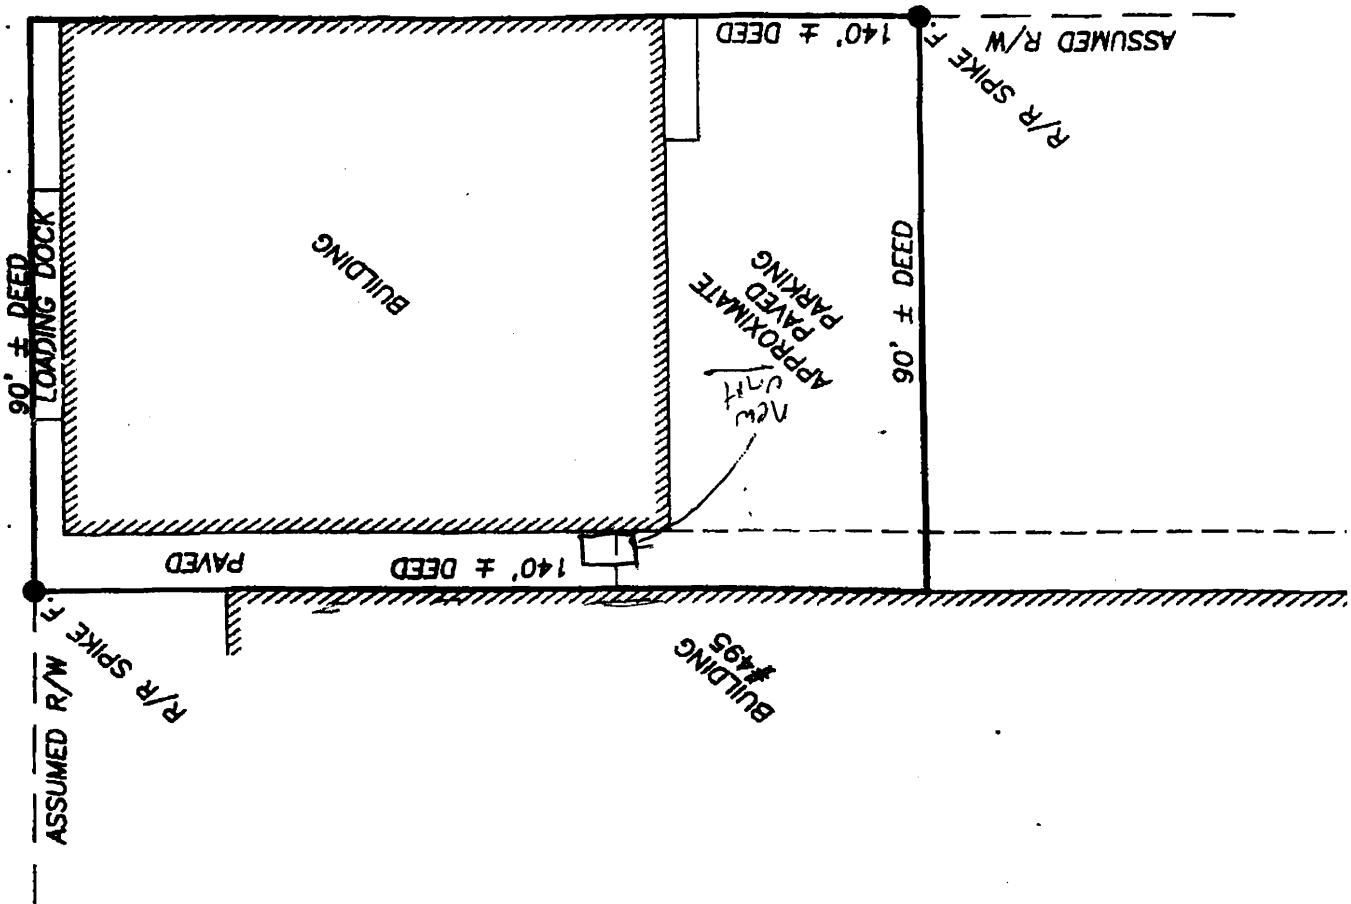 140' ± DEED
ASSUMED R/W
R/R SPIKE F.
90' ± DEED
LOADING DOCK
BUILDING
APPROXIMATE
PAVED
PARKING
90' ± DEED
new
unit
PAVED
140' ± DEED
R/R SPIKE F.
ASSUMED R/W
BUILDING
#495